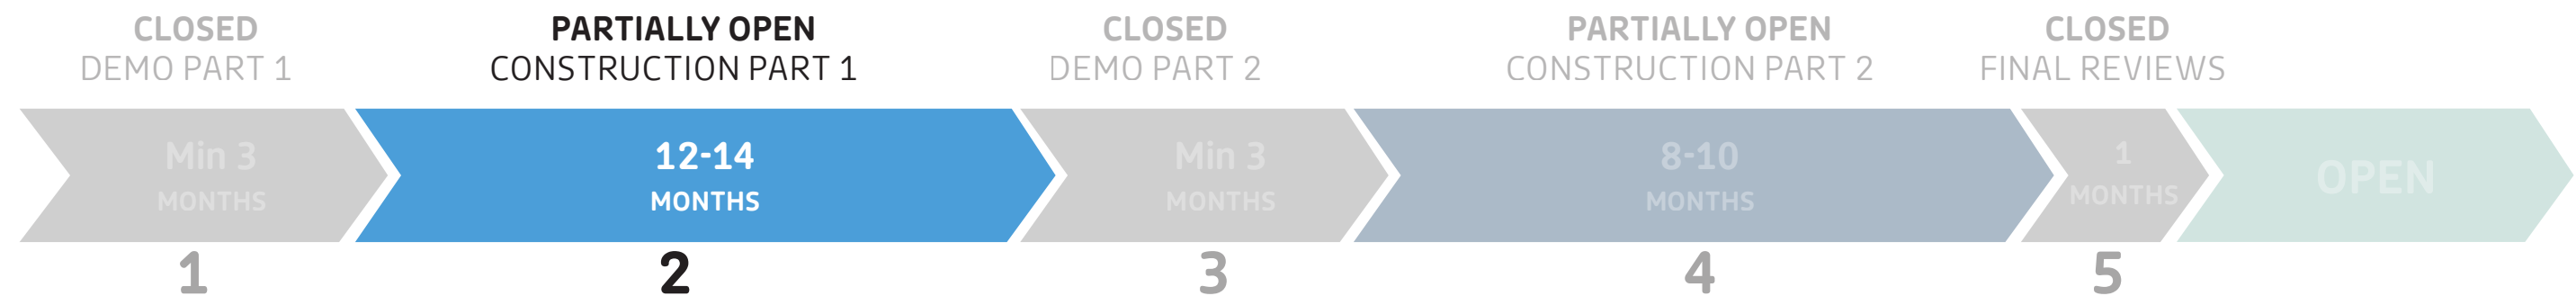 CLOSED
DEMO PART 1
PARTIALLY OPEN
CONSTRUCTION PART 1
CLOSED
DEMO PART 2
PARTIALLY OPEN
CONSTRUCTION PART 2
CLOSED
FINAL REVIEWS
Min 3
MONTHS
12-14
MONTHS
Min 3
MONTHS
8-10
MONTHS
1
MONTHS
OPEN
1
2
3
4
5